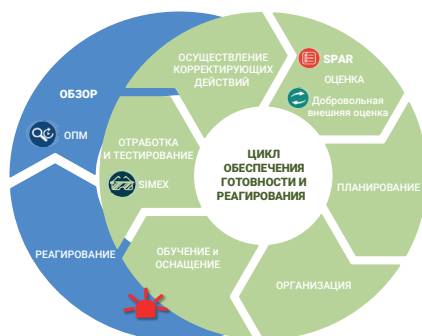 ОСУЩЕСТВЛЕНИЕ
КОРРЕКТИРУЮЩИХ
ДЕЙСТВИЙ
SPAR
ОЦЕНКА
Добровольная
внешняя оценка
ОБЗОР
ОПМ
ОТРАБОТКА
И ТЕСТИРОВАНИЕ
SIMEX
ЦИКЛ
ОБЕСПЕЧЕНИЯ
ГОТОВНОСТИ И
РЕАГИРОВАНИЯ
ПЛАНИРОВАНИЕ
РЕАГИРОВАНИЕ
ОБУЧЕНИЕ и
ОСНАЩЕНИЕ
ОРГАНИЗАЦИЯ